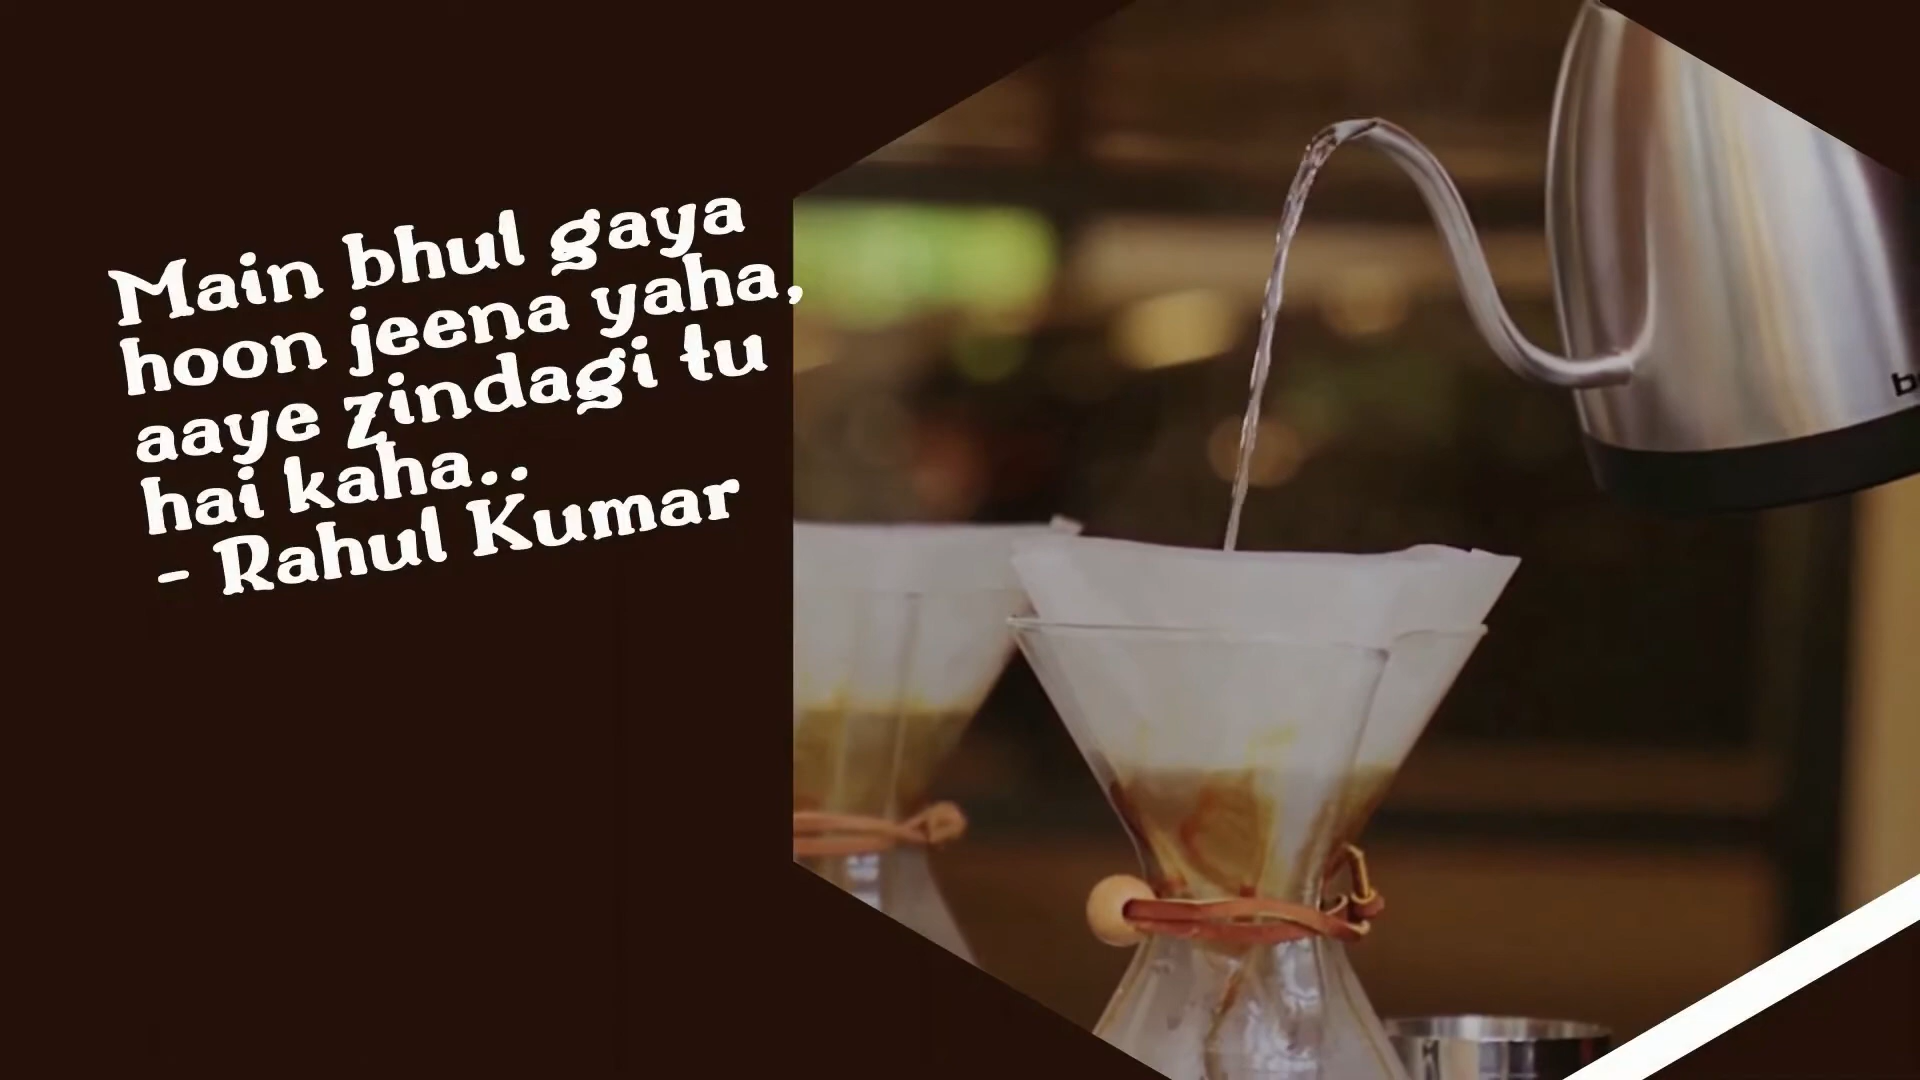 Main bhul gaya
hoon jeena yaha,
aaye zindagi tu
hai kaha..
- Rahul Kumar